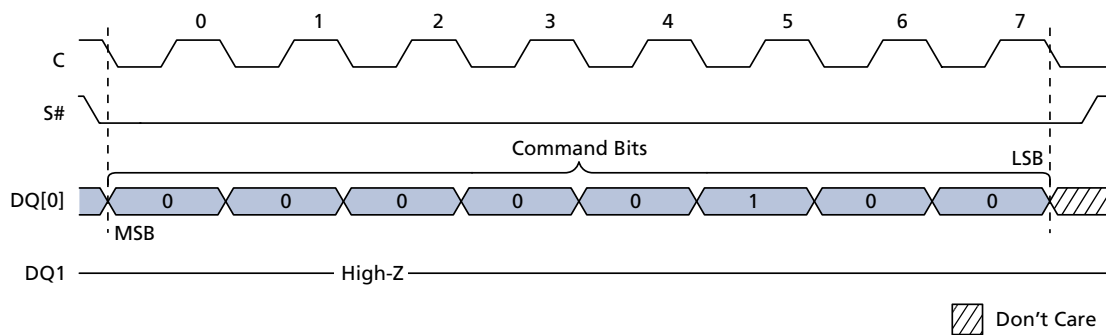 0 1 2 3 4 5 6 7
C
S#
Command Bits
LSB
DQ[0] 0 0 0 0 0 1 0 0
MSB
DQ1 High-Z
Don't Care